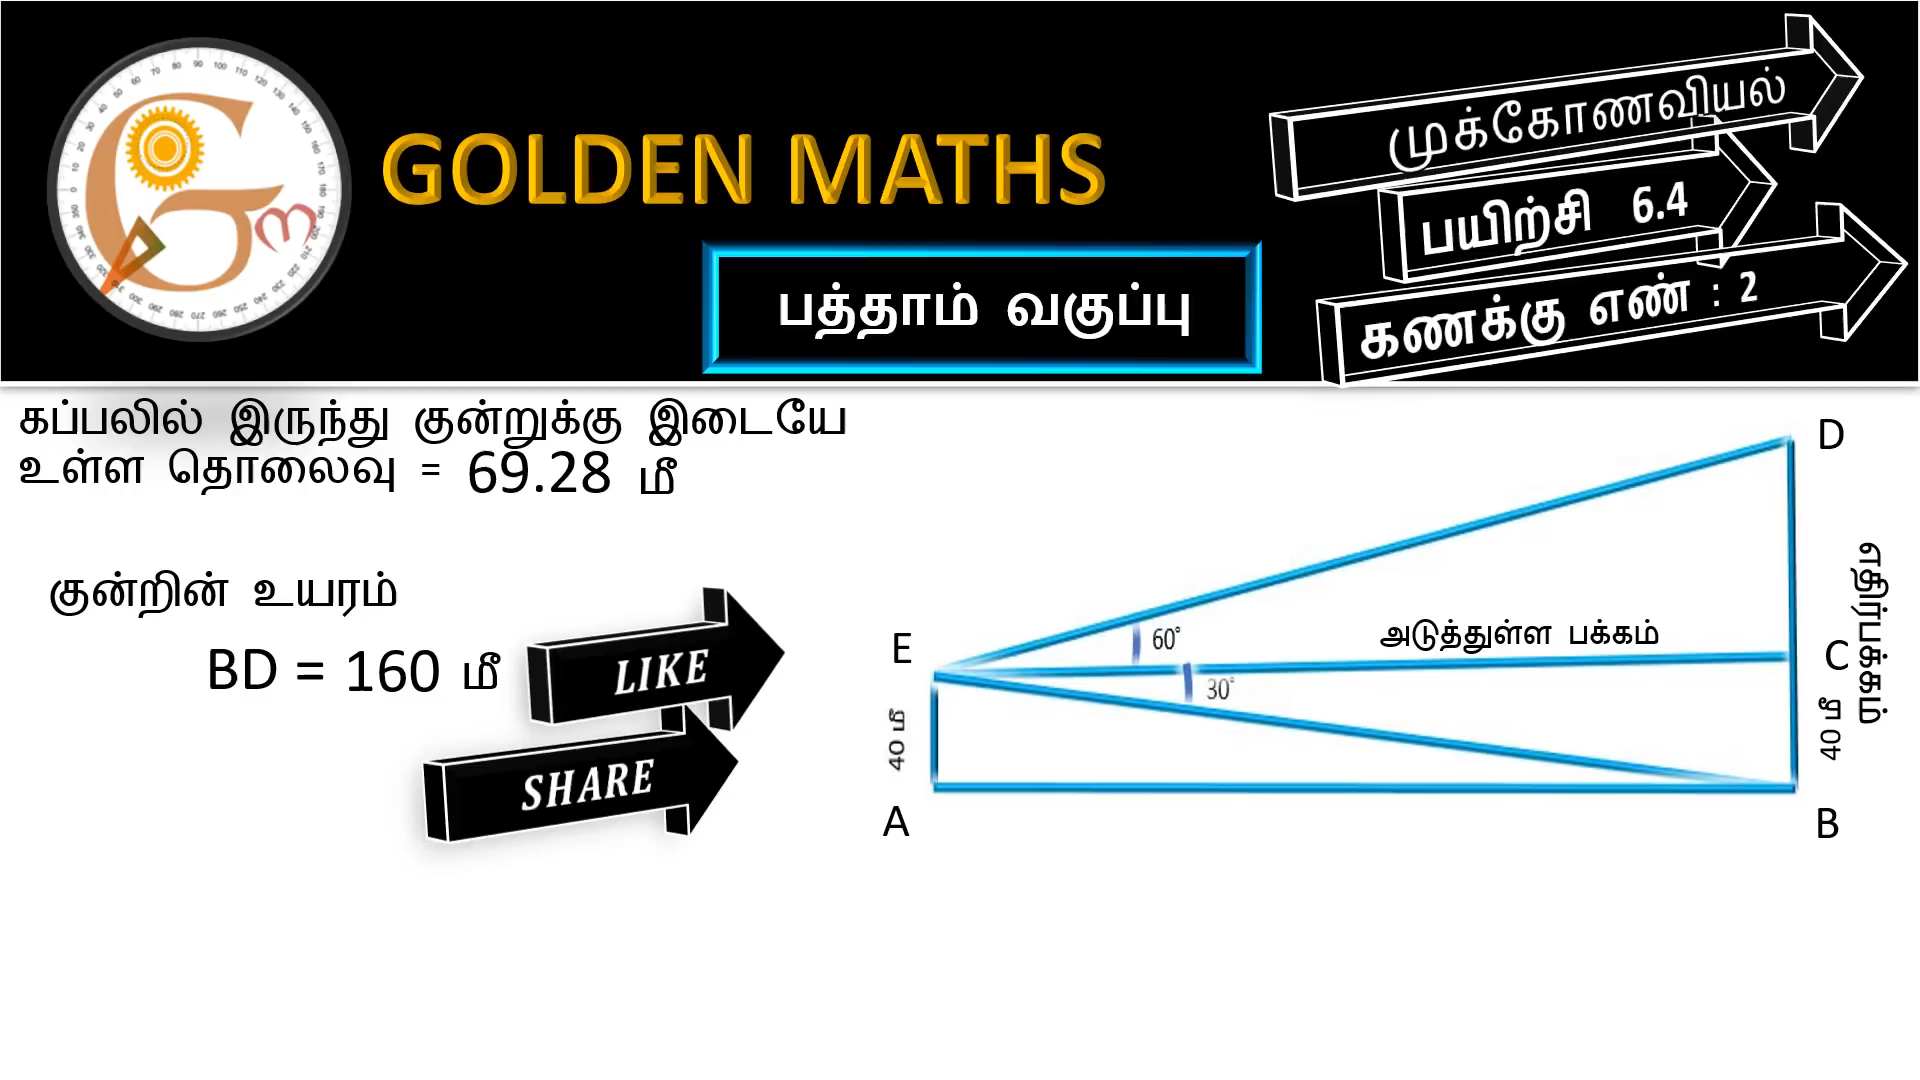 GOLDEN MATHS
பத்தாம் வகுப்பு
முக்கோணவியல்
பயிற்சி 6.4
கணக்கு எண் : 2
கப்பலில் இருந்து குன்றுக்கு இடையே
உள்ள தொலைவு = 69.28 மீ
குன்றின் உயரம்
BD = 160 மீ
LIKE
SHARE
D
E
60°
அடுத்துள்ள பக்கம்
C
எதிர்பக்கம்
30°
40 மீ
40 மீ
A
B